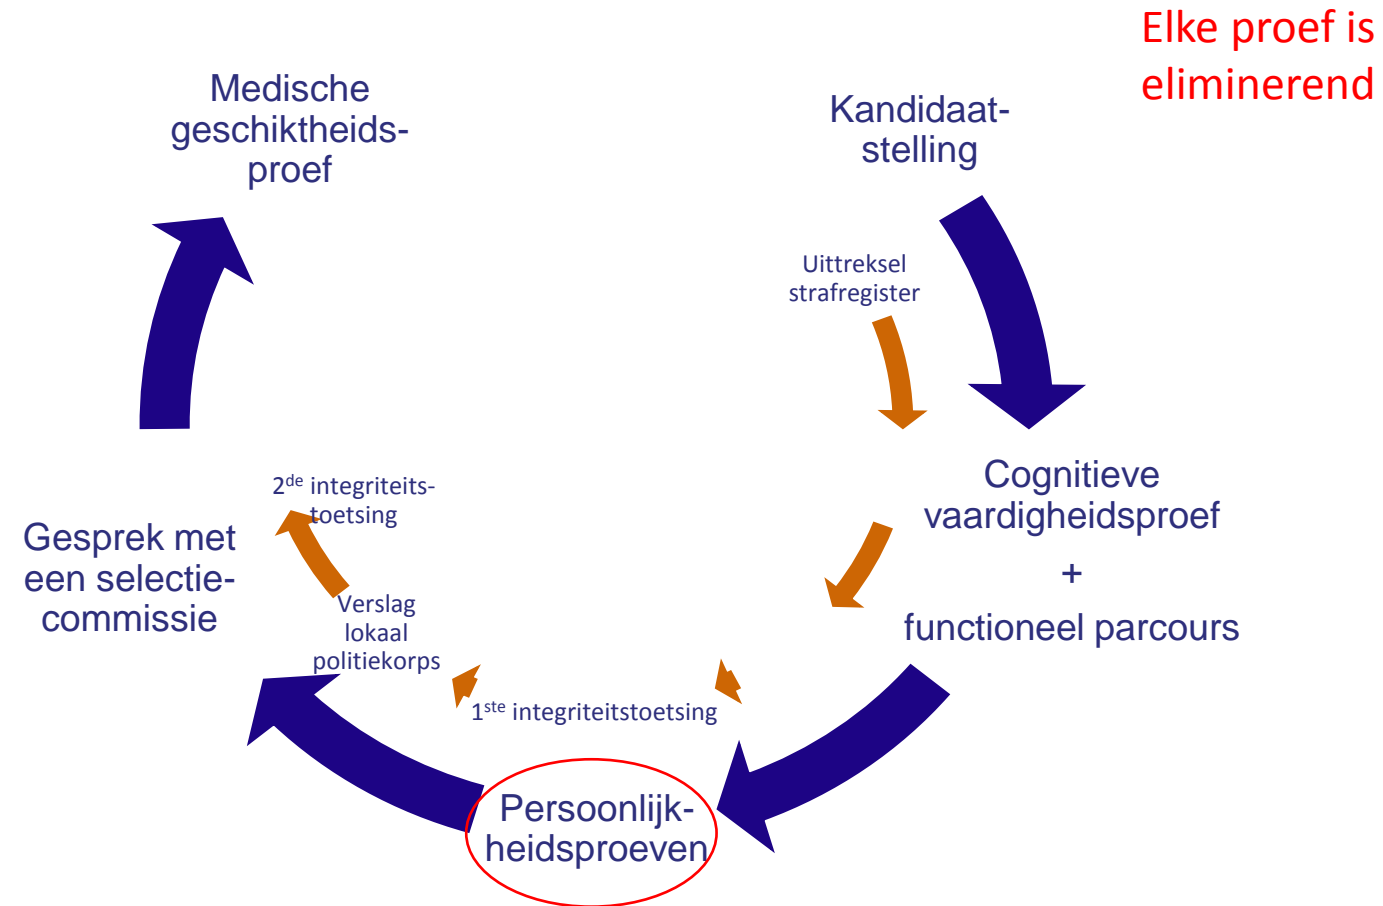 Elke proef is
eliminerend
Kandidaat-
stelling
Uittreksel
strafregister
Cognitieve
vaardigheidsproef
+
functioneel parcours
1ste integriteitstoetsing
Persoonlijk-
heidsproeven
Verslag
lokaal
politiekorps
2de integriteits-
toetsing
Gesprek met
een selectie-
commissie
Medische
geschiktheids-
proef